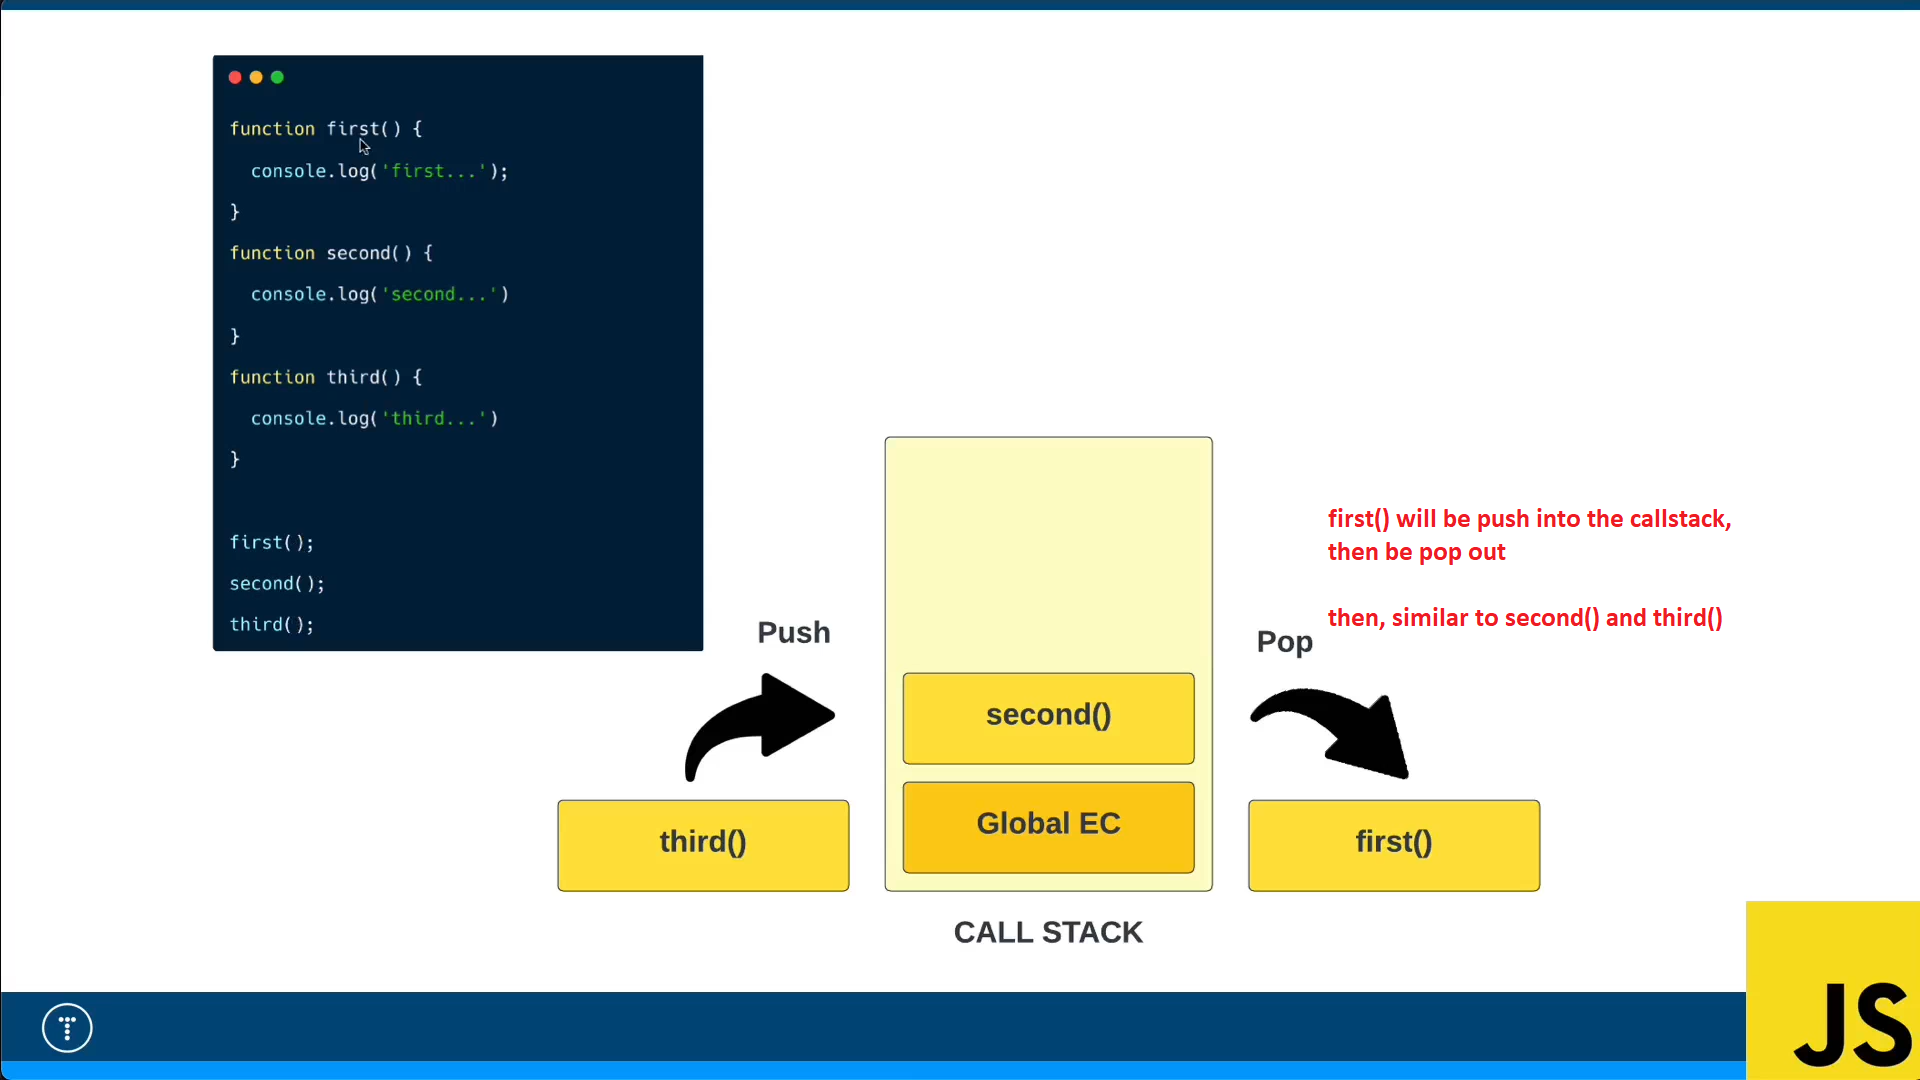 function first() {
console.log('first...');
}
function second() {
console.log('second...')
}
function third() {
console.log('third...')
}
first();
second();
third();
first() will be push into the callstack,
then be pop out
then, similar to second() and third()
Push
Pop
second()
Global EC
third()
first()
CALL STACK
T
JS